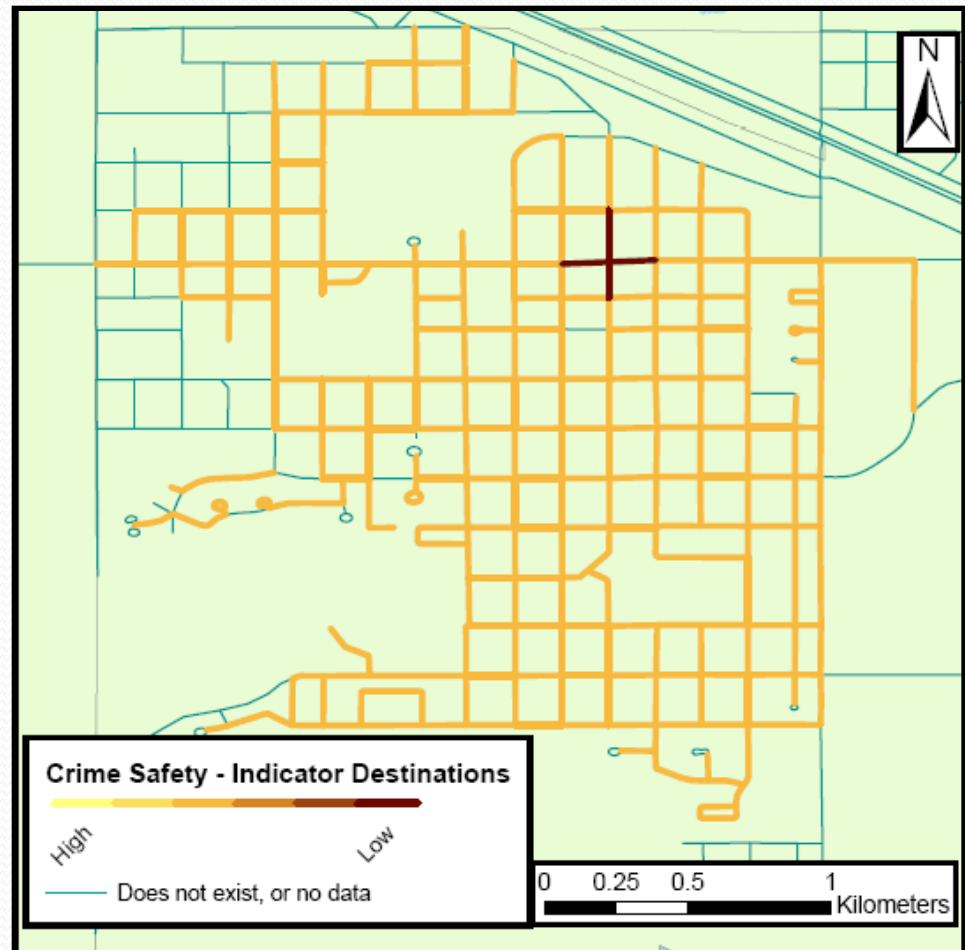 N
Crime Safety - Indicator Destinations
High
Low
Does not exist, or no data
0 0.25 0.5 1
Kilometers